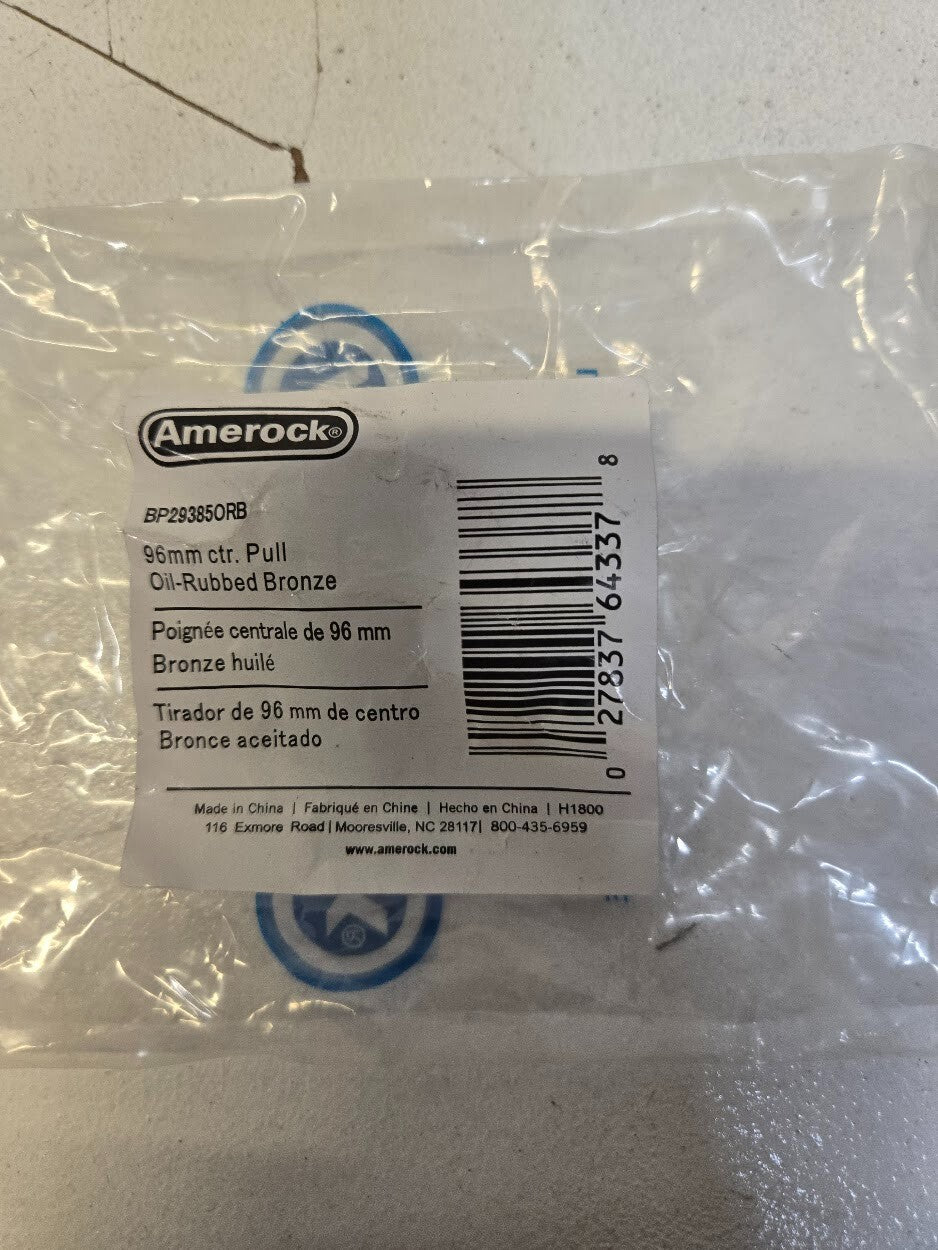 Amerock®
BP29385ORB
96mm ctr. Pull
Oil-Rubbed Bronze
Poignée centrale de 96 mm
Bronze huilé
Tirador de 96 mm de centro
Bronce aceitado
0 27837 64337 8
Made in China | Fabriqué en Chine | Hecho en China | H1800
116 Exmore Road | Mooresville, NC 28117| 800-435-6959
www.amerock.com
®